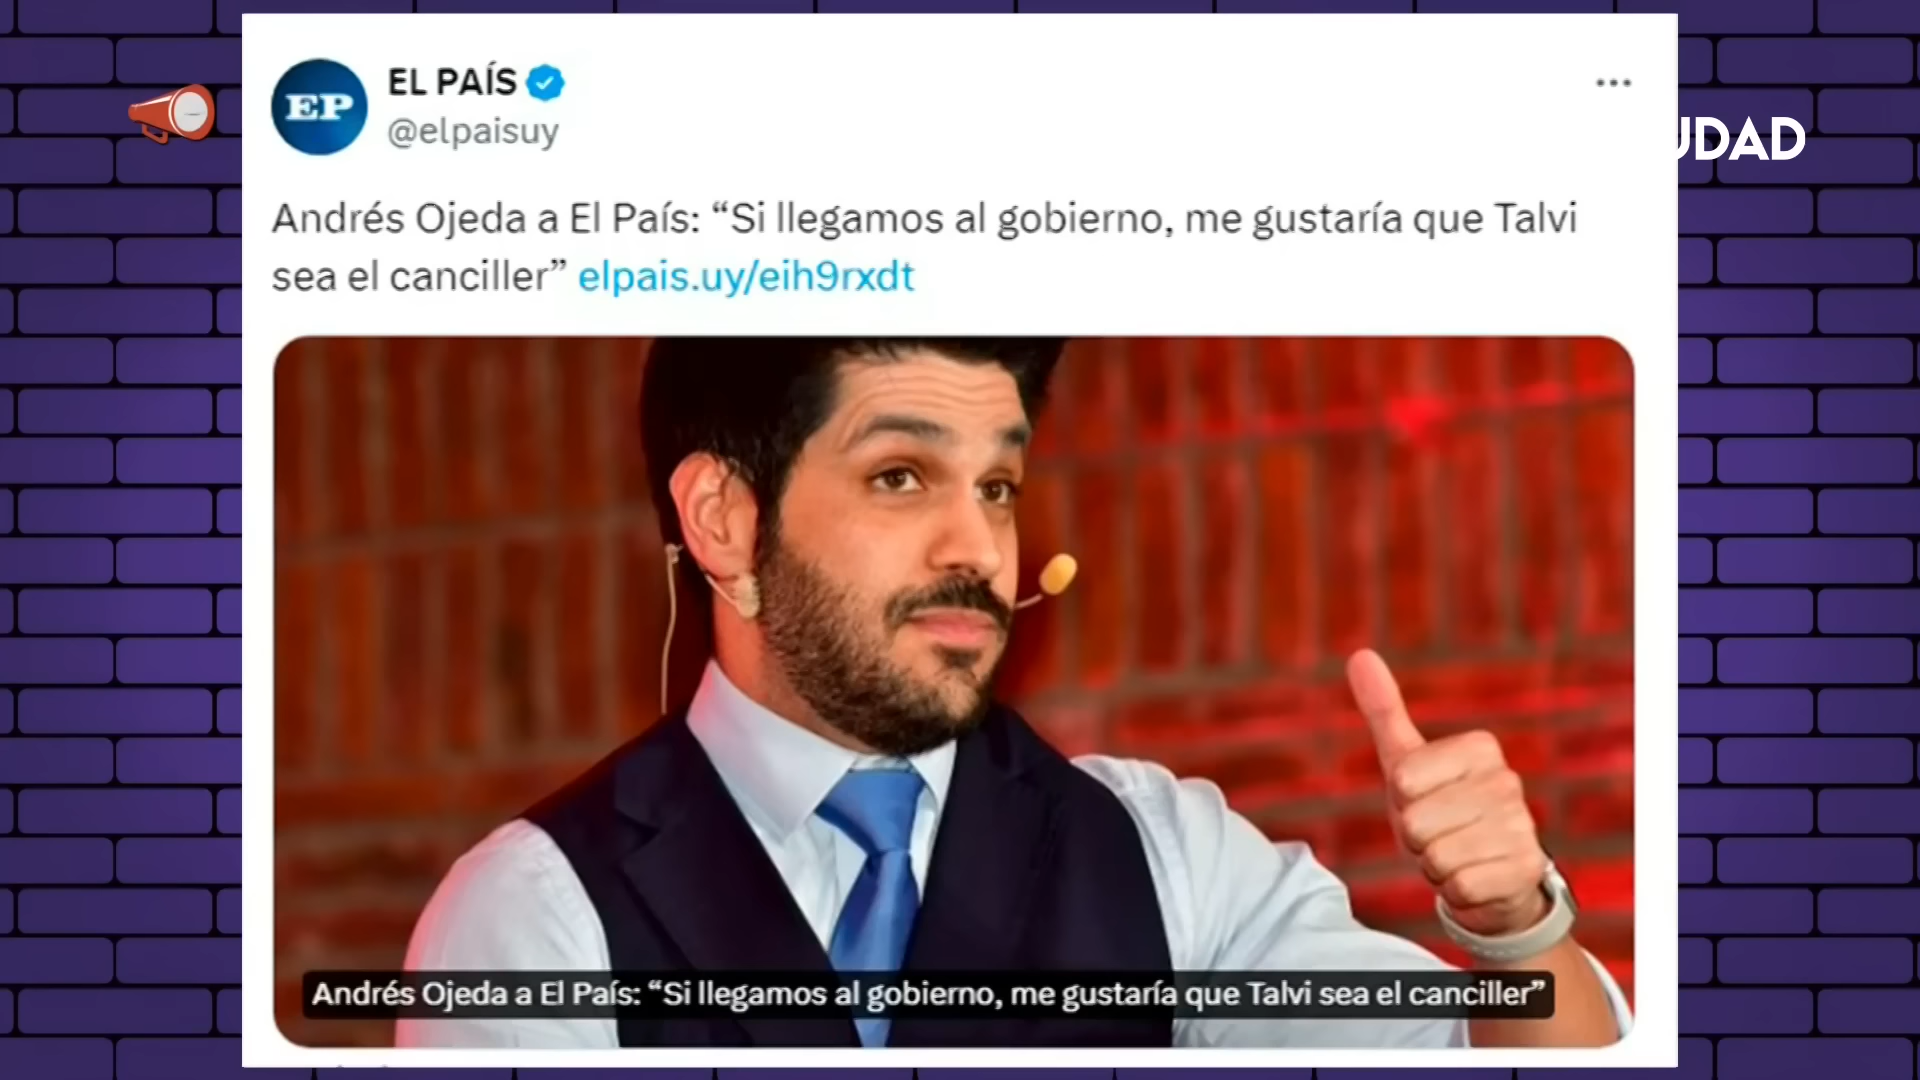 EP
EL PAÍS
@elpaisuy
UDAD
Andrés Ojeda a El País: “Si llegamos al gobierno, me gustaría que Talvi
sea el canciller” elpais.uy/eih9rxdt
Andrés Ojeda a El País: “Si llegamos al gobierno, me gustaría que Talvi sea el canciller”